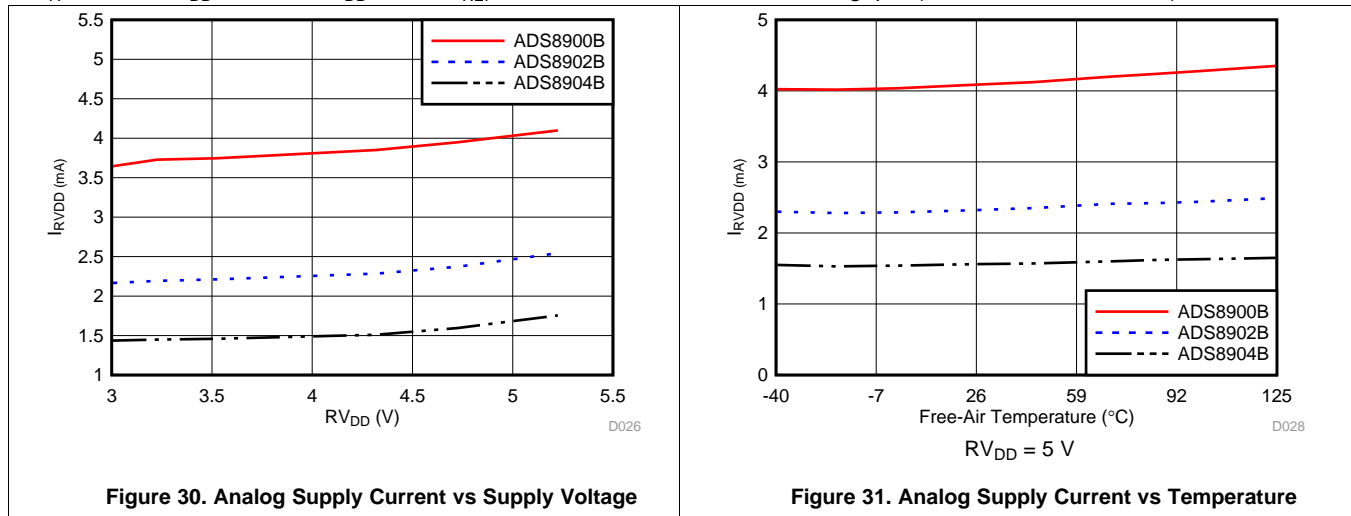 5.5
5
4.5
4
3.5
3
2.5
2
1.5
1
3
3.5
4
4.5
5
5.5
I_RVDD (mA)
RV_DD (V)
ADS8900B
ADS8902B
ADS8904B
D026
Figure 30. Analog Supply Current vs Supply Voltage
5
4
3
2
1
0
-40
-7
26
59
92
125
I_RVDD (mA)
Free-Air Temperature (°C)
ADS8900B
ADS8902B
ADS8904B
D028
RV_DD = 5 V
Figure 31. Analog Supply Current vs Temperature